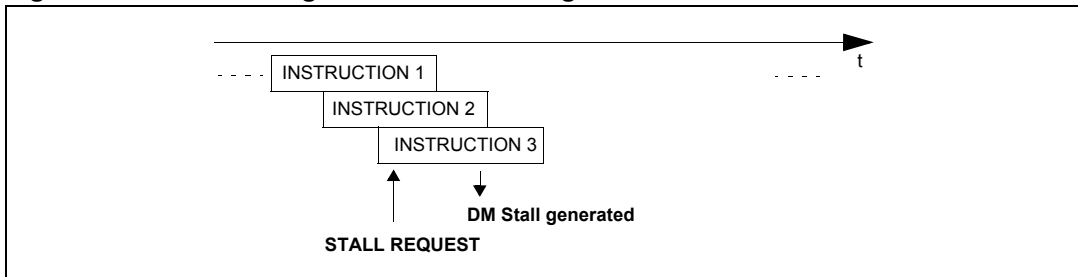 t
INSTRUCTION 1
INSTRUCTION 2
INSTRUCTION 3
DM Stall generated
STALL REQUEST